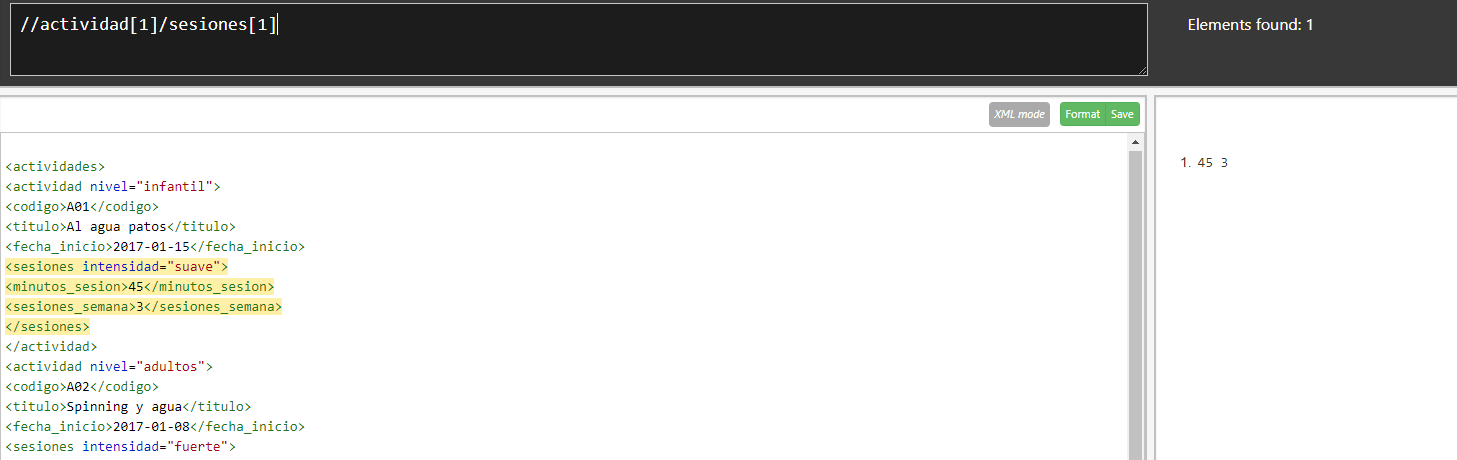 //actividad[1]/sesiones[1]
Elements found: 1
XML mode
Format
Save
<actividades>
<actividad nivel="infantil">
<codigo>A01</codigo>
<titulo>Al agua patos</titulo>
<fecha_inicio>2017-01-15</fecha_inicio>
<sesiones intensidad="suave">
<minutos_sesion>45</minutos_sesion>
<sesiones_semana>3</sesiones_semana>
</sesiones>
</actividad>
<actividad nivel="adultos">
<codigo>A02</codigo>
<titulo>Spinning y agua</titulo>
<fecha_inicio>2017-01-08</fecha_inicio>
<sesiones intensidad="fuerte">
1. 45 3